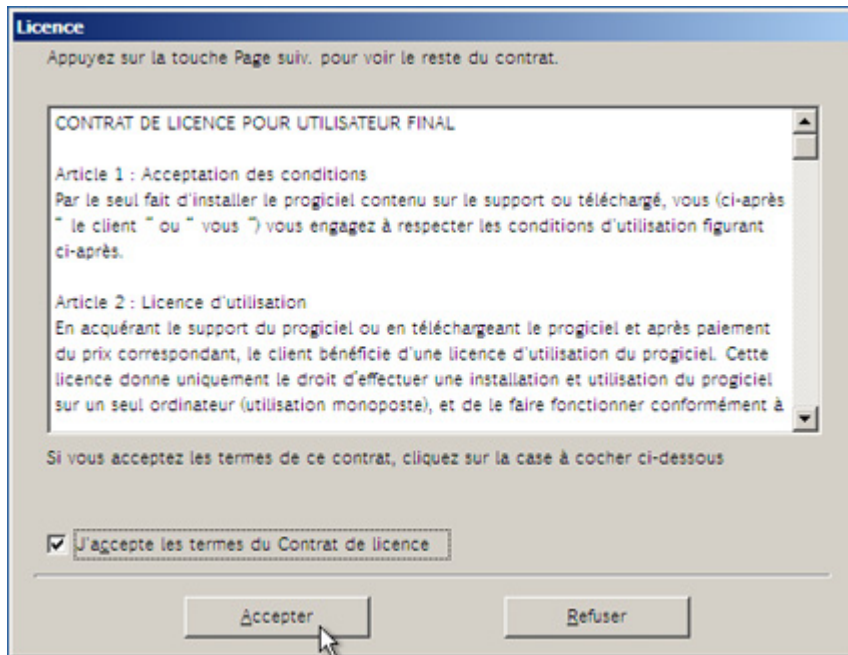 Licence
Appuyez sur la touche Page suiv. pour voir le reste du contrat.
CONTRAT DE LICENCE POUR UTILISATEUR FINAL
Article 1 : Acceptation des conditions
Par le seul fait d'installer le progiciel contenu sur le support ou téléchargé, vous (ci-après
" le client " ou " vous ") vous engagez à respecter les conditions d'utilisation figurant
ci-après.
Article 2 : Licence d'utilisation
En acquérant le support du progiciel ou en téléchargeant le progiciel et après paiement
du prix correspondant, le client bénéficie d'une licence d'utilisation du progiciel. Cette
licence donne uniquement le droit d'effectuer une installation et utilisation du progiciel
sur un seul ordinateur (utilisation monoposte), et de le faire fonctionner conformément à
Si vous acceptez les termes de ce contrat, cliquez sur la case à cocher ci-dessous
J'accepte les termes du Contrat de licence
Accepter
Refuser